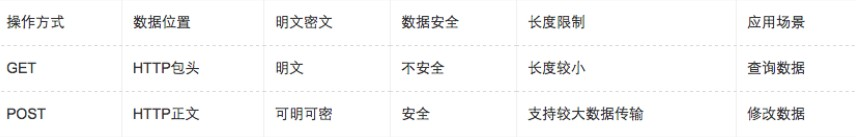 操作方式 数据位置 明文密文 数据安全 长度限制 应用场景
GET HTTP包头 明文 不安全 长度较小 查询数据
POST HTTP正文 可明可密 安全 支持较大数据传输 修改数据